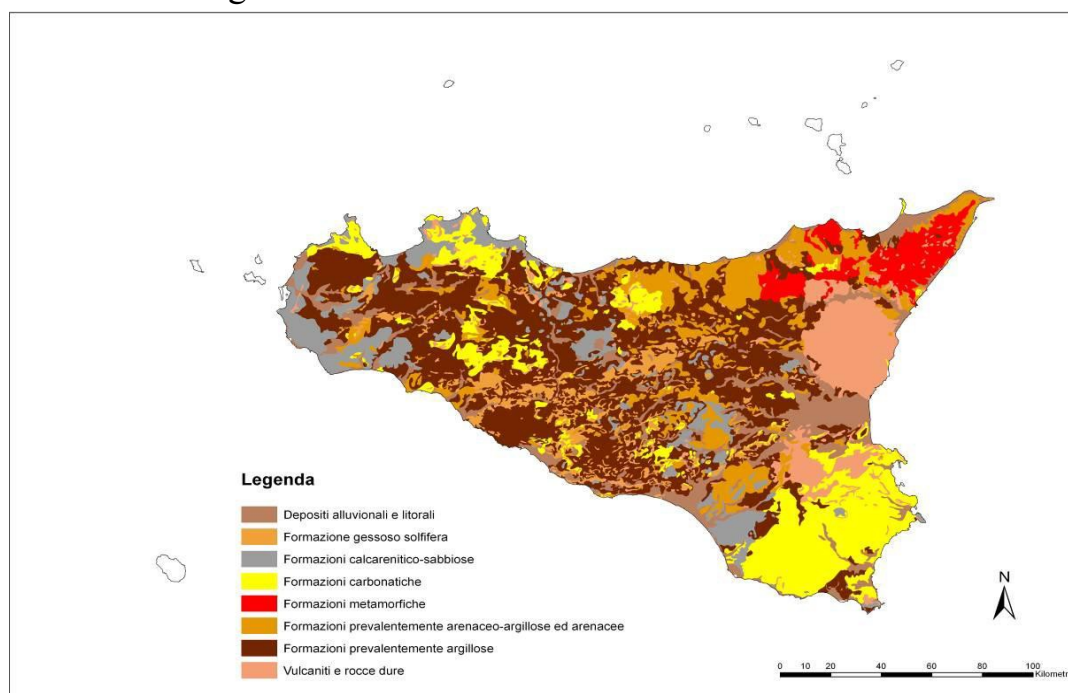 Legenda
Depositi alluvionali e litorali
Formazione gessoso solfifera
Formazioni calcarenitico-sabbiose
Formazioni carbonatiche
Formazioni metamorfiche
Formazioni prevalentemente arenaceo-argillose ed arenacee
Formazioni prevalentemente argillose
Vulcaniti e rocce dure
N
0 10 20 40 60 80 100
Kilometri